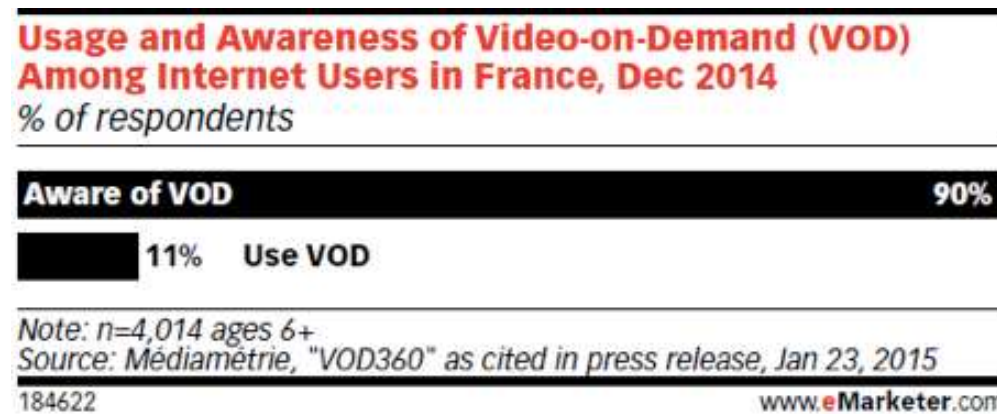 Usage and Awareness of Video-on-Demand (VOD)
Among Internet Users in France, Dec 2014
% of respondents
Aware of VOD 90%
11% Use VOD
Note: n=4,014 ages 6+
Source: Médiamétrie, "VOD360" as cited in press release, Jan 23, 2015
184622 www.eMarketer.com